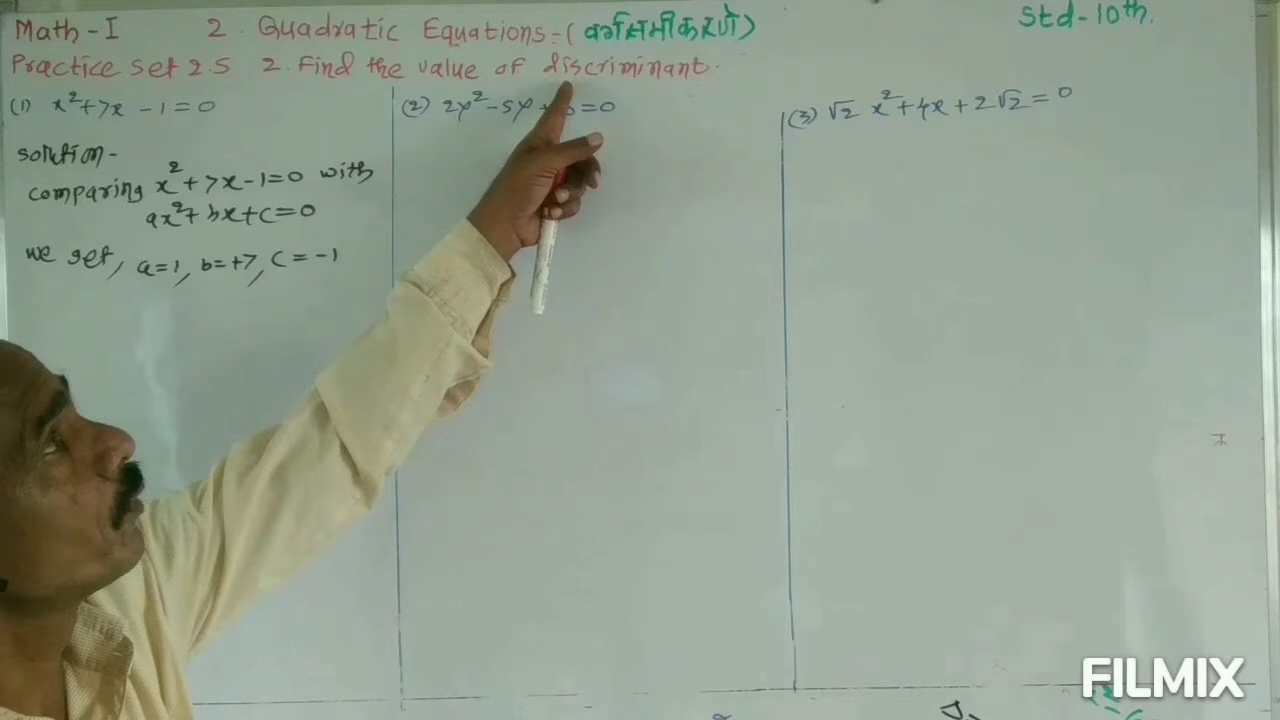 Math-I 2. Quadratic Equations:- (वर्गसमीकरणे) Std-10th.
Practice set 2.5 2. Find the value of discriminant.
(1) x²+7x-1=0 (2) 2y²-5y+ =0 (3) √2 x²+4x+2√2=0
solution-
comparing x²+7x-1=0 with
ax²+bx+c=0
we get, a=1, b=+7, c=-1
FILMIX